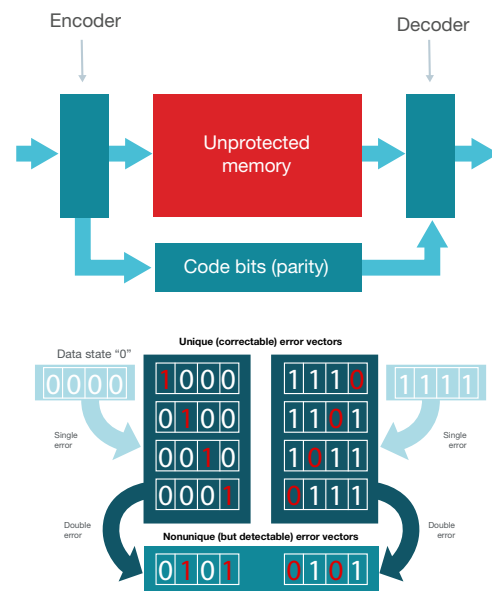 Encoder
Decoder
Unprotected
memory
Code bits (parity)
Unique (correctable) error vectors
Data state “0”
0000
1000
1110
1111
0100
1101
Single
error
Single
error
0010
1011
0001
0111
Double
error
Double
error
Nonunique (but detectable) error vectors
0101
0101